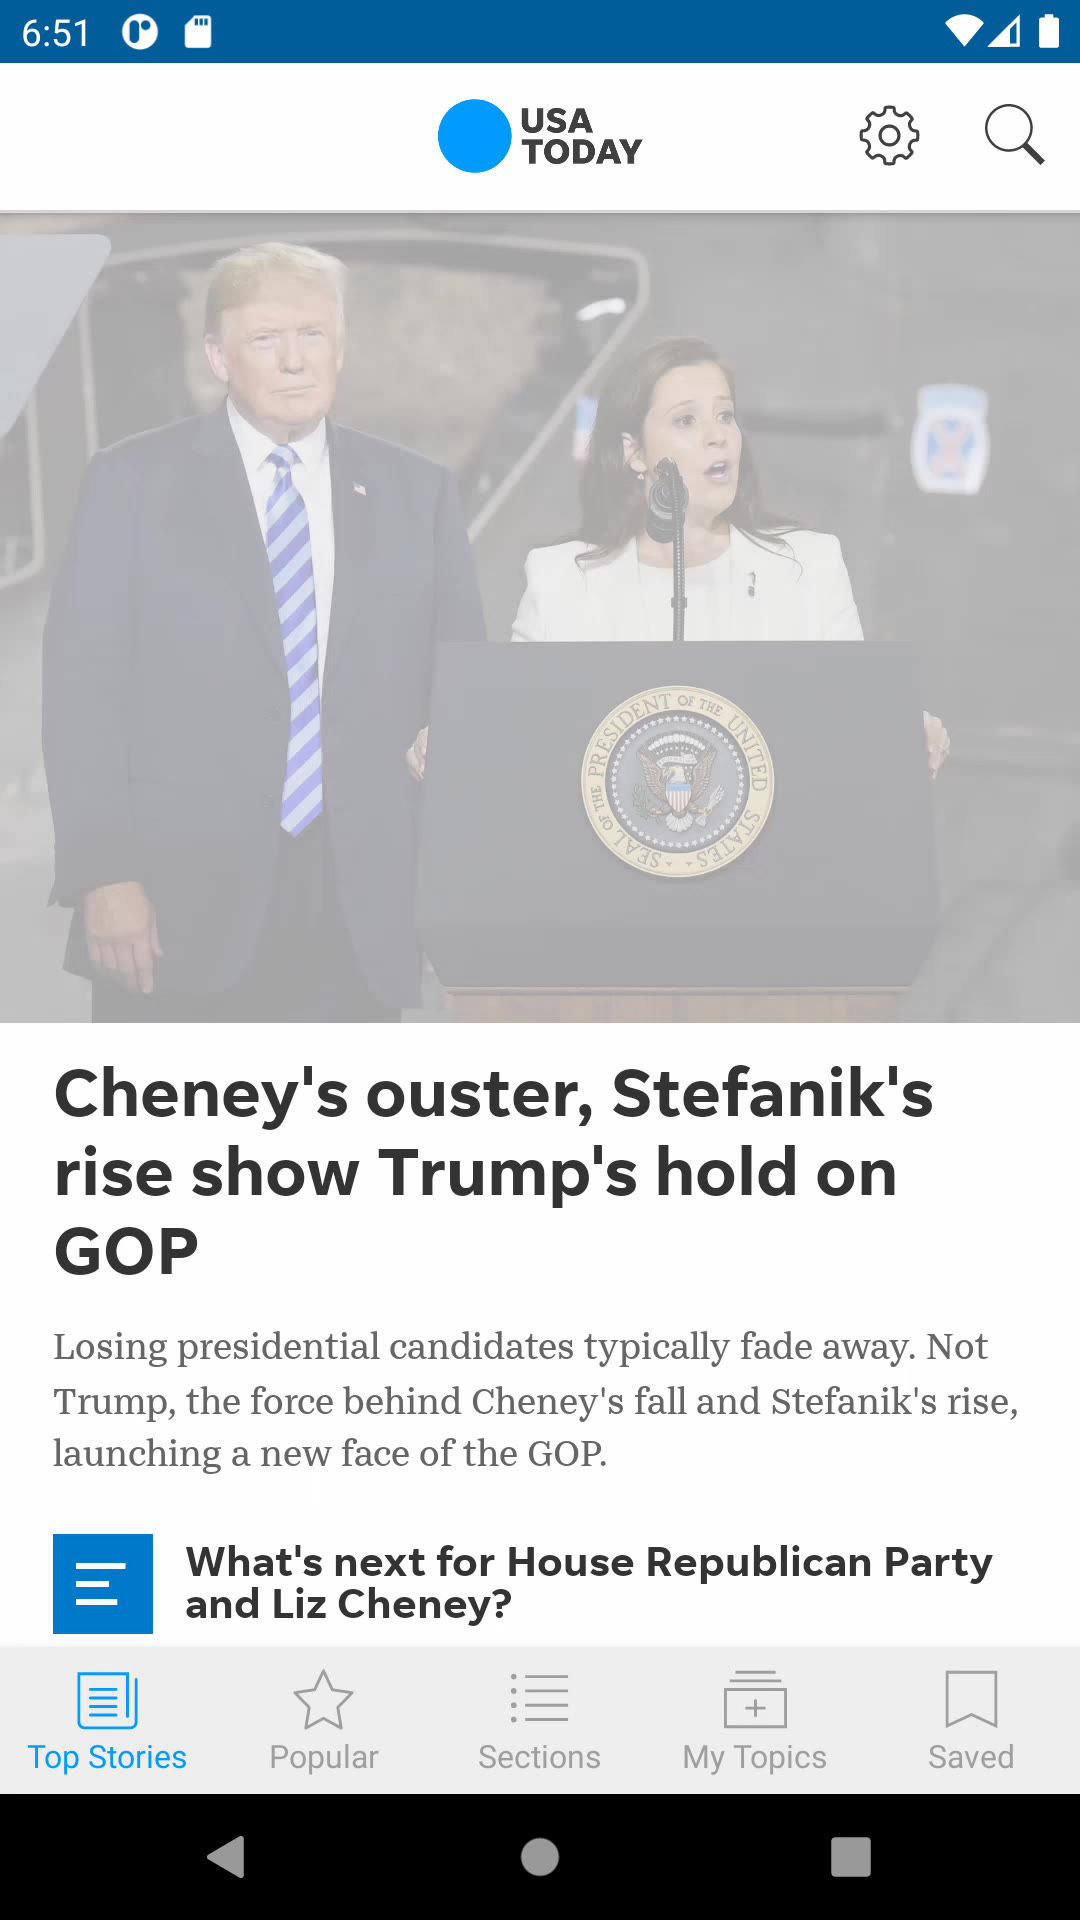 6:51
USA
TODAY
SEAL OF THE PRESIDENT OF THE UNITED STATES
Cheney's ouster, Stefanik's
rise show Trump's hold on
GOP
Losing presidential candidates typically fade away. Not
Trump, the force behind Cheney's fall and Stefanik's rise,
launching a new face of the GOP.
What's next for House Republican Party
and Liz Cheney?
Top Stories
Popular
Sections
My Topics
Saved